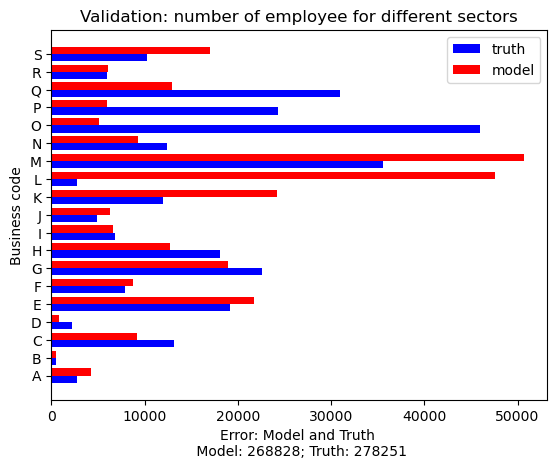 Validation: number of employee for different sectors
truth
model
Business code
S
R
Q
P
O
N
M
L
K
J
I
H
G
F
E
D
C
B
A
0 10000 20000 30000 40000 50000
Error: Model and Truth
Model: 268828; Truth: 278251